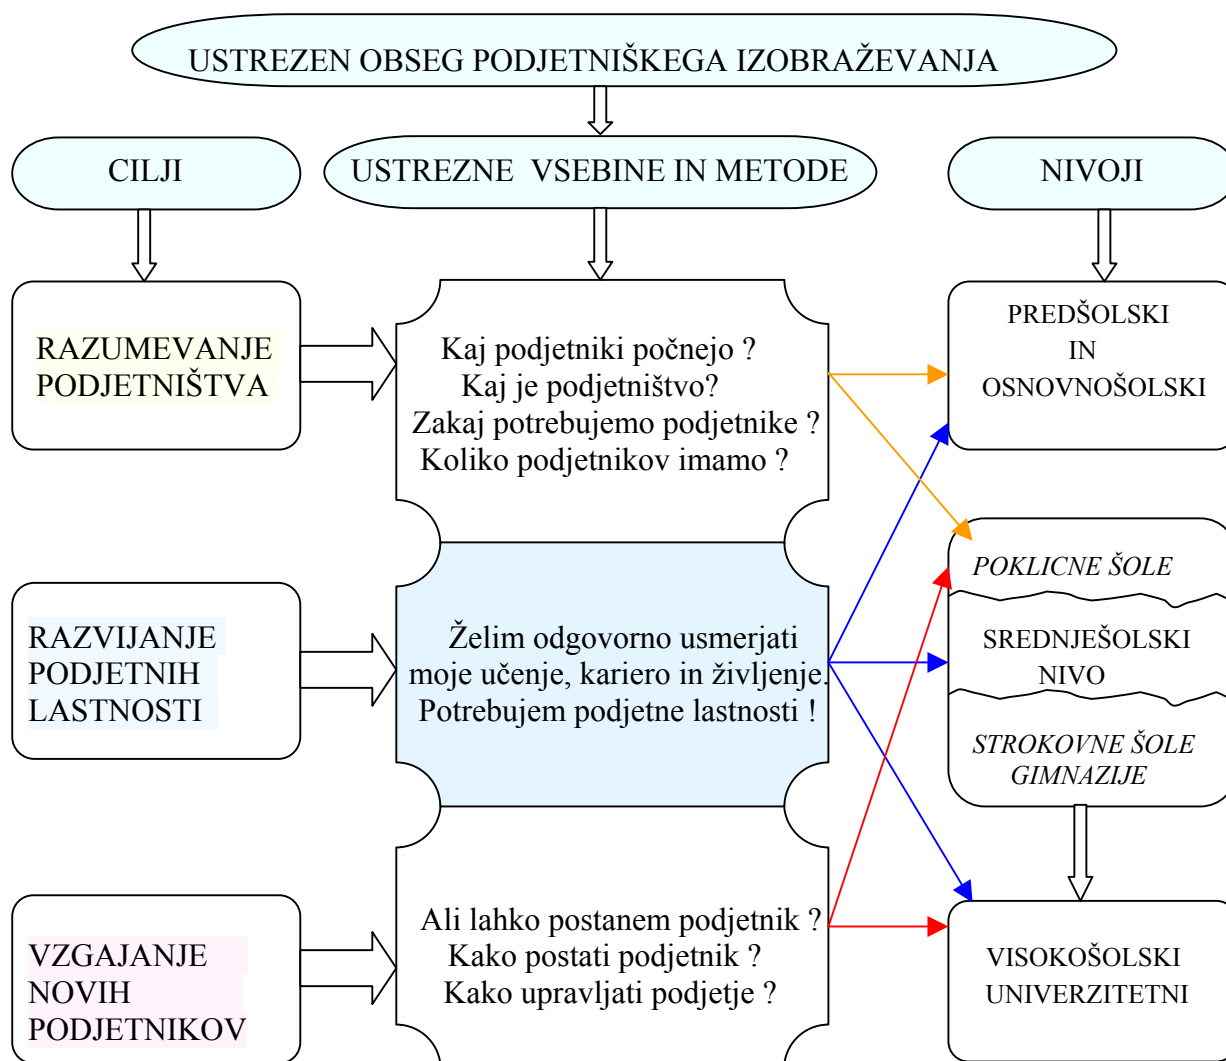 USTREZEN OBSEG PODJETNIŠKEGA IZOBRAŽEVANJA
CILJI
USTREZNE VSEBINE IN METODE
NIVOJI
RAZUMEVANJE
PODJETNIŠTVA
Kaj podjetniki počnejo ?
Kaj je podjetništvo?
Zakaj potrebujemo podjetnike ?
Koliko podjetnikov imamo ?
PREDŠOLSKI
IN
OSNOVNOŠOLSKI
RAZVIJANJE
PODJETNIH
LASTNOSTI
Želim odgovorno usmerjati
moje učenje, kariero in življenje.
Potrebujem podjetne lastnosti !
POKLICNE ŠOLE
SREDNJEŠOLSKI
NIVO
STROKOVNE ŠOLE
GIMNAZIJE
VZGAJANJE
NOVIH
PODJETNIKOV
Ali lahko postanem podjetnik ?
Kako postati podjetnik ?
Kako upravljati podjetje ?
VISOKOŠOLSKI
UNIVERZITETNI